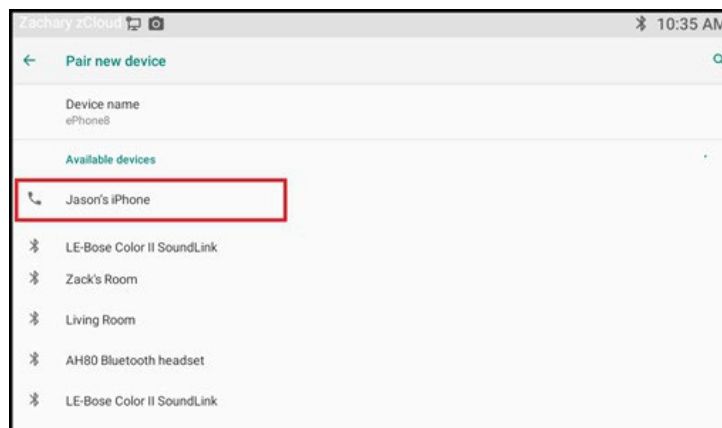 Zachary zCloud 10:35 AM
Pair new device
Device name
ePhone8
Available devices
Jason's iPhone
LE-Bose Color II SoundLink
Zack's Room
Living Room
AH80 Bluetooth headset
LE-Bose Color II SoundLink